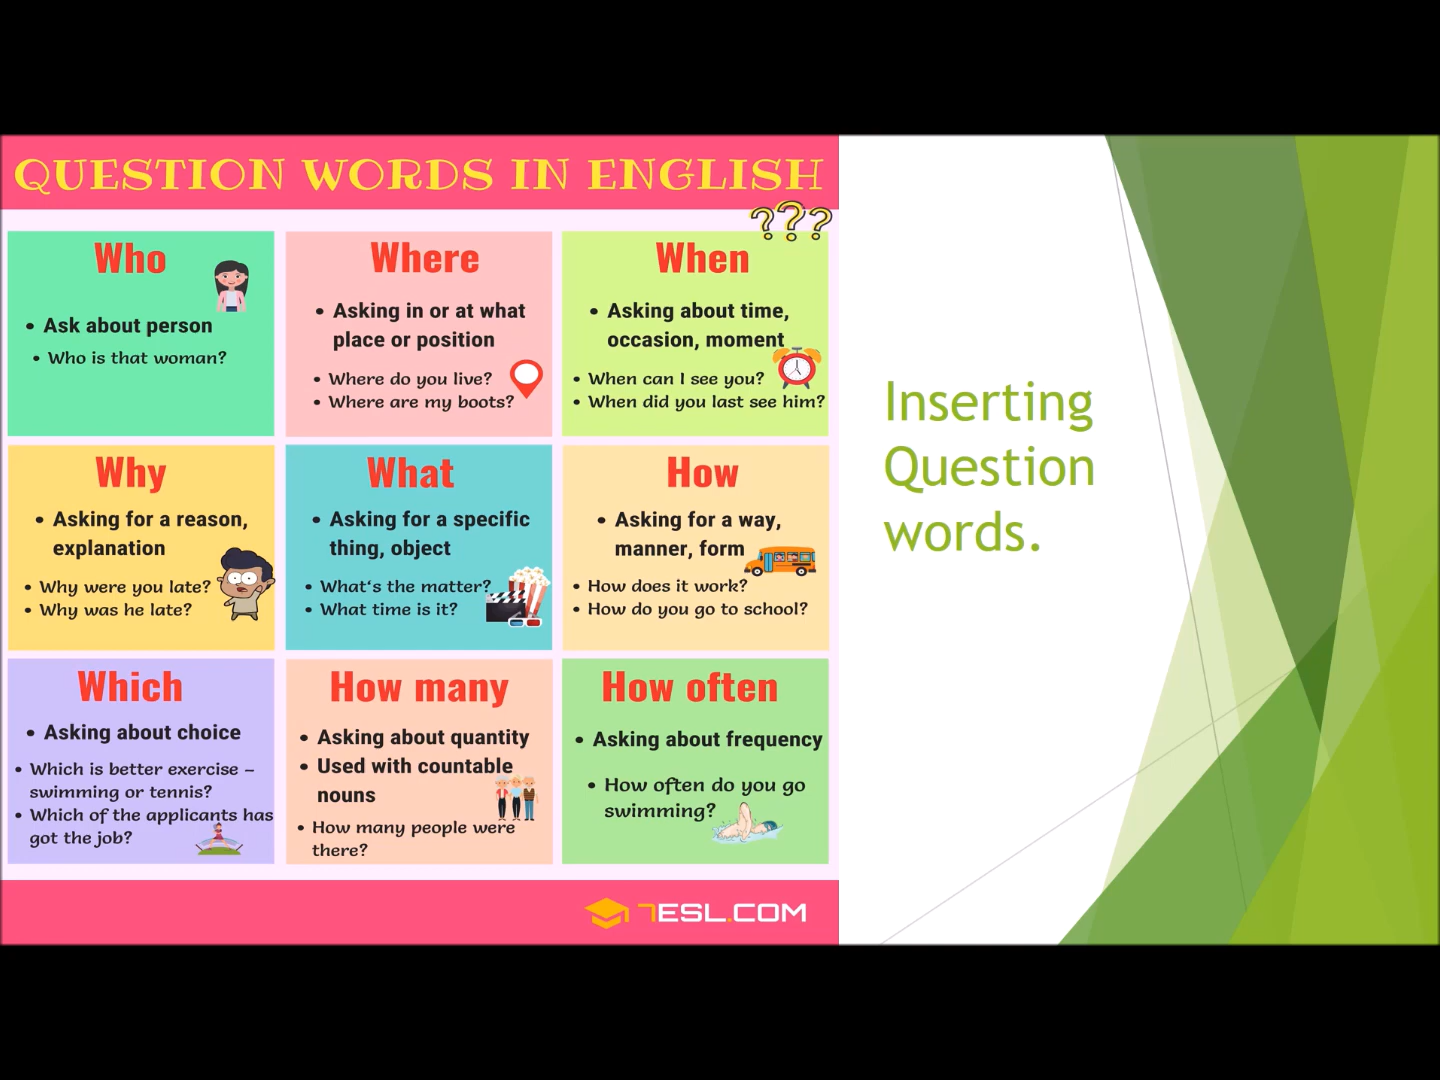 QUESTION WORDS IN ENGLISH
???
Who
• Ask about person
• Who is that woman?
Where
• Asking in or at what
place or position
• Where do you live?
• Where are my boots?
When
• Asking about time,
occasion, moment
• When can I see you?
• When did you last see him?
Why
• Asking for a reason,
explanation
• Why were you late?
• Why was he late?
What
• Asking for a specific
thing, object
• What's the matter?
• What time is it?
How
• Asking for a way,
manner, form
• How does it work?
• How do you go to school?
Which
• Asking about choice
• Which is better exercise –
swimming or tennis?
• Which of the applicants has
got the job?
How many
• Asking about quantity
• Used with countable
nouns
• How many people were
there?
How often
• Asking about frequency
• How often do you go
swimming?
7ESL.COM
Inserting
Question
words.